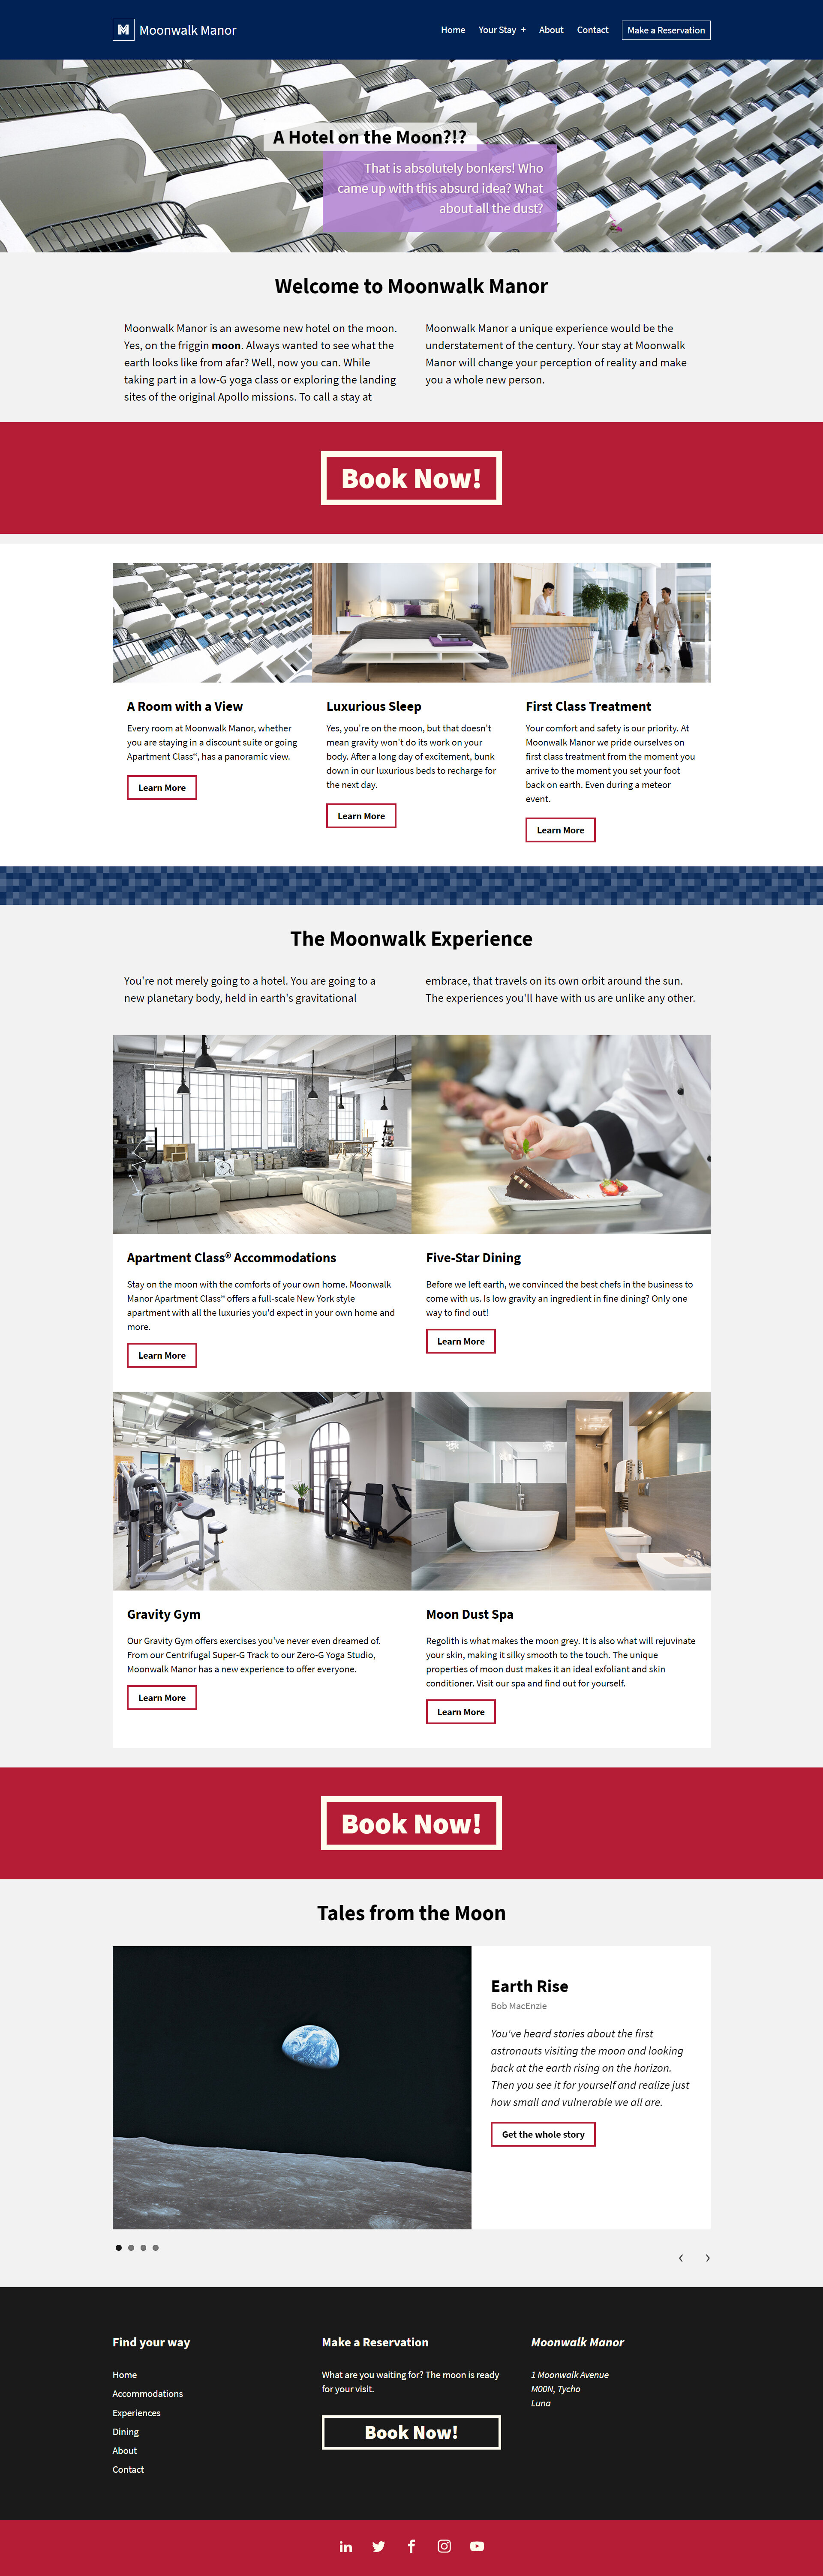 M Moonwalk Manor
Home Your Stay + About Contact Make a Reservation
A Hotel on the Moon?!?
That is absolutely bonkers! Who
came up with this absurd idea? What
about all the dust?
Welcome to Moonwalk Manor
Moonwalk Manor is an awesome new hotel on the moon.
Yes, on the friggin moon. Always wanted to see what the
earth looks like from afar? Well, now you can. While
taking part in a low-G yoga class or exploring the landing
sites of the original Apollo missions. To call a stay at
Moonwalk Manor a unique experience would be the
understatement of the century. Your stay at Moonwalk
Manor will change your perception of reality and make
you a whole new person.
Book Now!
A Room with a View
Every room at Moonwalk Manor, whether
you are staying in a discount suite or going
Apartment Class®, has a panoramic view.
Learn More
Luxurious Sleep
Yes, you're on the moon, but that doesn't
mean gravity won't do its work on your
body. After a long day of excitement, bunk
down in our luxurious beds to recharge for
the next day.
Learn More
First Class Treatment
Your comfort and safety is our priority. At
Moonwalk Manor we pride ourselves on
first class treatment from the moment you
arrive to the moment you set your foot
back on earth. Even during a meteor
event.
Learn More
The Moonwalk Experience
You're not merely going to a hotel. You are going to a
new planetary body, held in earth's gravitational
embrace, that travels on its own orbit around the sun.
The experiences you'll have with us are unlike any other.
Apartment Class® Accommodations
Stay on the moon with the comforts of your own home. Moonwalk
Manor Apartment Class® offers a full-scale New York style
apartment with all the luxuries you'd expect in your own home and
more.
Learn More
Five-Star Dining
Before we left earth, we convinced the best chefs in the business to
come with us. Is low gravity an ingredient in fine dining? Only one
way to find out!
Learn More
Gravity Gym
Our Gravity Gym offers exercises you've never even dreamed of.
From our Centrifugal Super-G Track to our Zero-G Yoga Studio,
Moonwalk Manor has a new experience to offer everyone.
Learn More
Moon Dust Spa
Regolith is what makes the moon grey. It is also what will rejuvinate
your skin, making it silky smooth to the touch. The unique
properties of moon dust makes it an ideal exfoliant and skin
conditioner. Visit our spa and find out for yourself.
Learn More
Book Now!
Tales from the Moon
Earth Rise
Bob MacEnzie
You've heard stories about the first
astronauts visiting the moon and looking
back at the earth rising on the horizon.
Then you see it for yourself and realize just
how small and vulnerable we all are.
Get the whole story
Find your way
Home
Accommodations
Experiences
Dining
About
Contact
Make a Reservation
What are you waiting for? The moon is ready
for your visit.
Book Now!
Moonwalk Manor
1 Moonwalk Avenue
M00N, Tycho
Luna